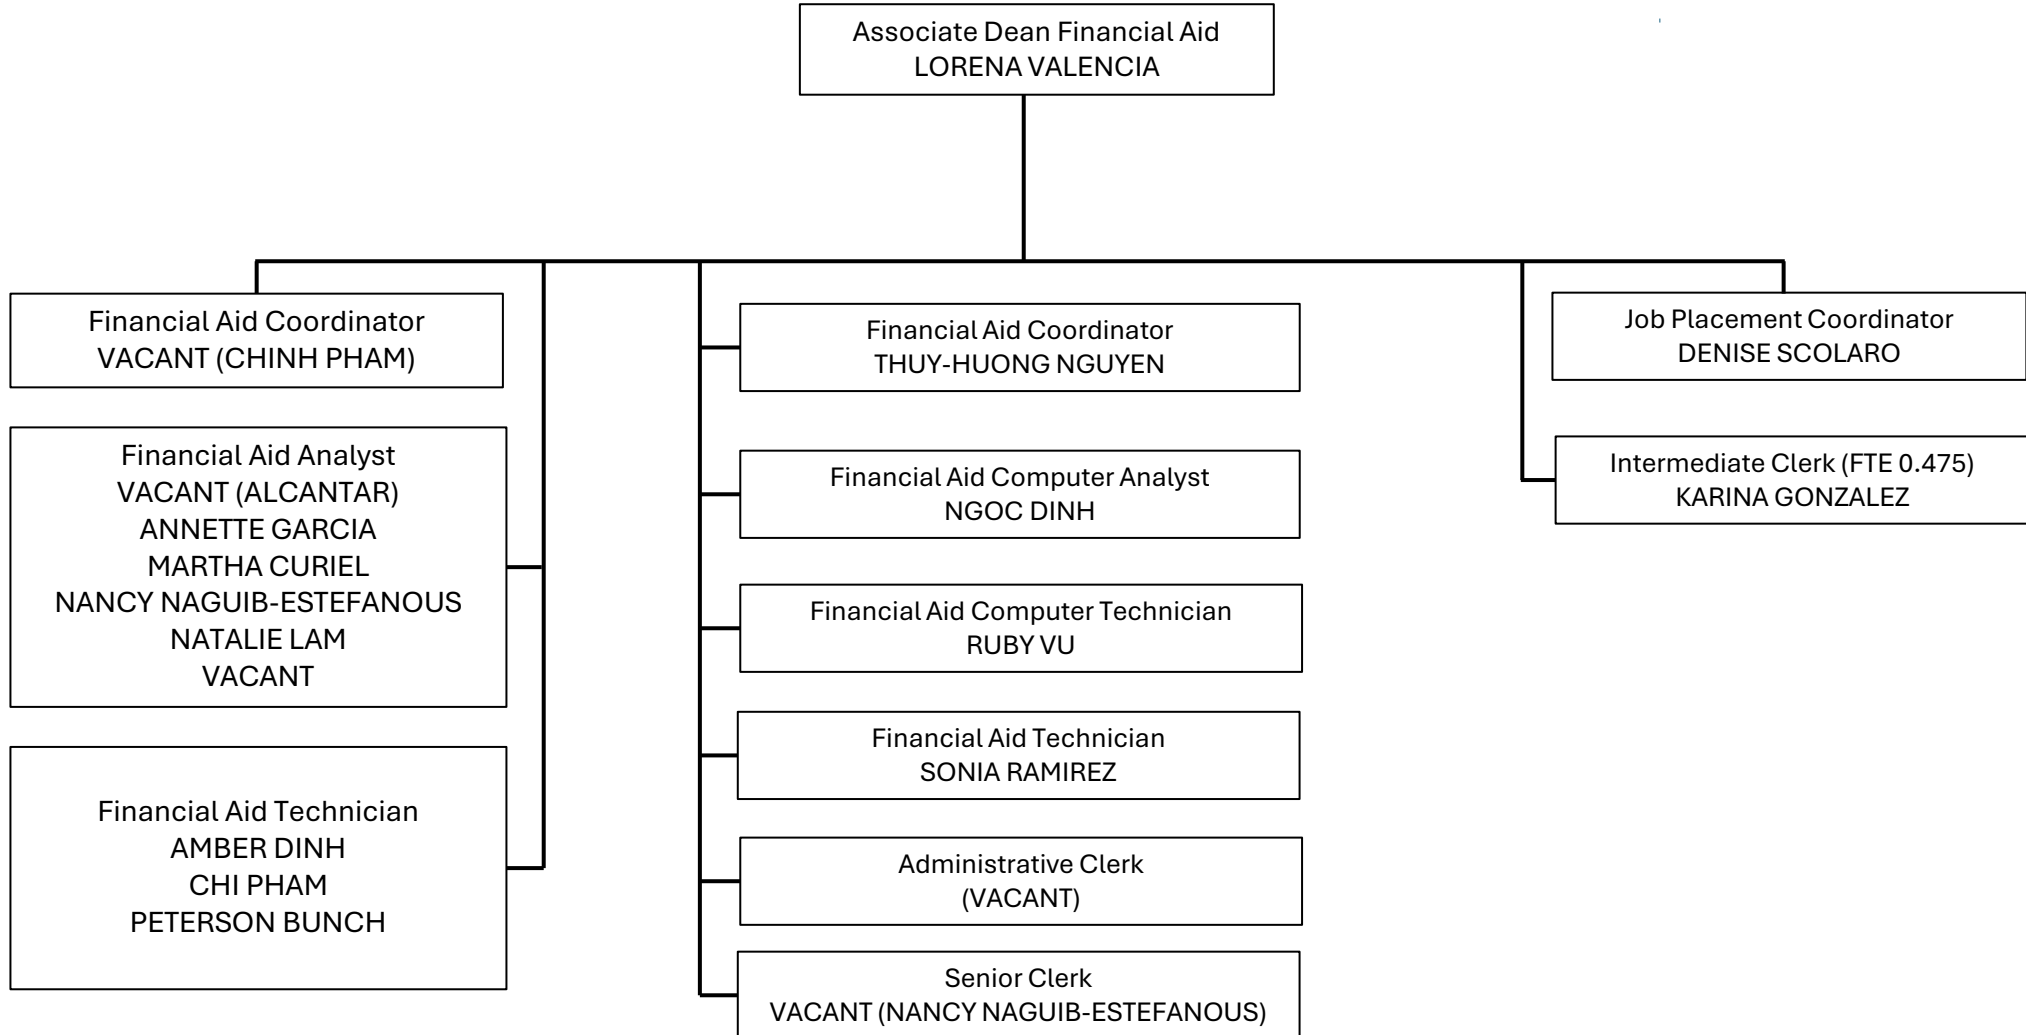 Associate Dean Financial Aid
LORENA VALENCIA
Financial Aid Coordinator
VACANT (CHINH PHAM)
Financial Aid Analyst
VACANT (ALCANTAR)
ANNETTE GARCIA
MARTHA CURIEL
NANCY NAGUIB-ESTEFANOUS
NATALIE LAM
VACANT
Financial Aid Technician
AMBER DINH
CHI PHAM
PETERSON BUNCH
Financial Aid Coordinator
THUY-HUONG NGUYEN
Financial Aid Computer Analyst
NGOC DINH
Financial Aid Computer Technician
RUBY VU
Financial Aid Technician
SONIA RAMIREZ
Administrative Clerk
(VACANT)
Senior Clerk
VACANT (NANCY NAGUIB-ESTEFANOUS)
Job Placement Coordinator
DENISE SCOLARO
Intermediate Clerk (FTE 0.475)
KARINA GONZALEZ